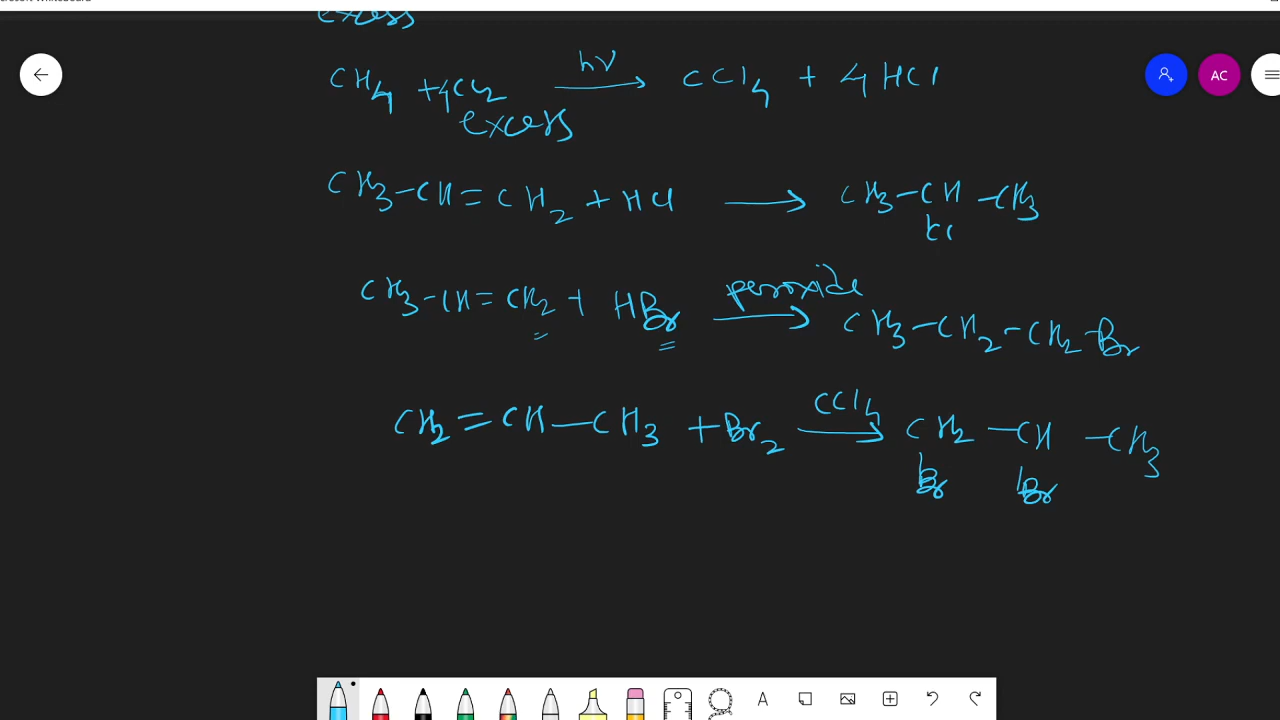 excess
CH4 + 4Cl2 hν → CCl4 + 4HCl
excess
CH3-CH=CH2 + HCl → CH3-CH-CH3
Cl
CH3-CH=CH2 + HBr peroxide → CH3-CH2-CH2-Br
CH2=CH-CH3 + Br2 CCl4 → CH2-CH-CH3
Br Br
AC
A